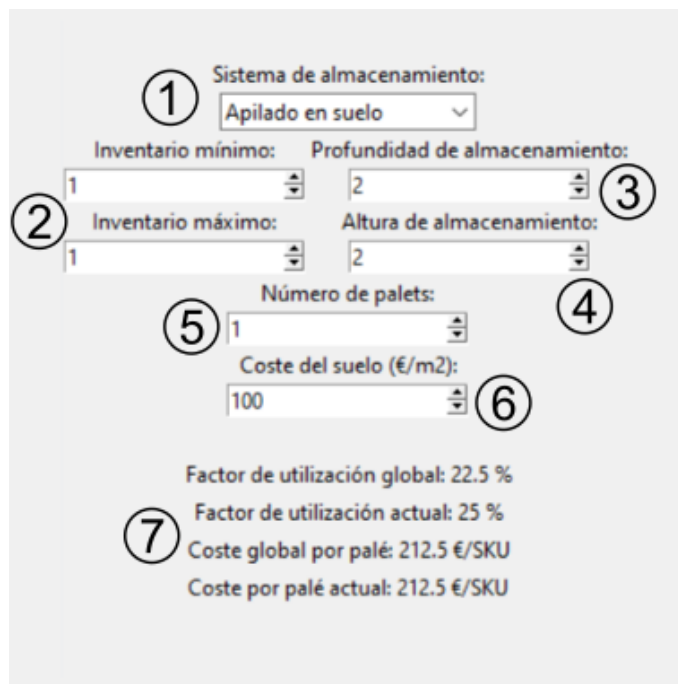 Sistema de almacenamiento:
① Apilado en suelo
Inventario mínimo: Profundidad de almacenamiento:
1 2 ③
② Inventario máximo: Altura de almacenamiento:
1 2
Número de palets: ④
⑤ 1
Coste del suelo (€/m2):
100 ⑥
Factor de utilización global: 22.5 %
Factor de utilización actual: 25 %
⑦ Coste global por palé: 212.5 €/SKU
Coste por palé actual: 212.5 €/SKU